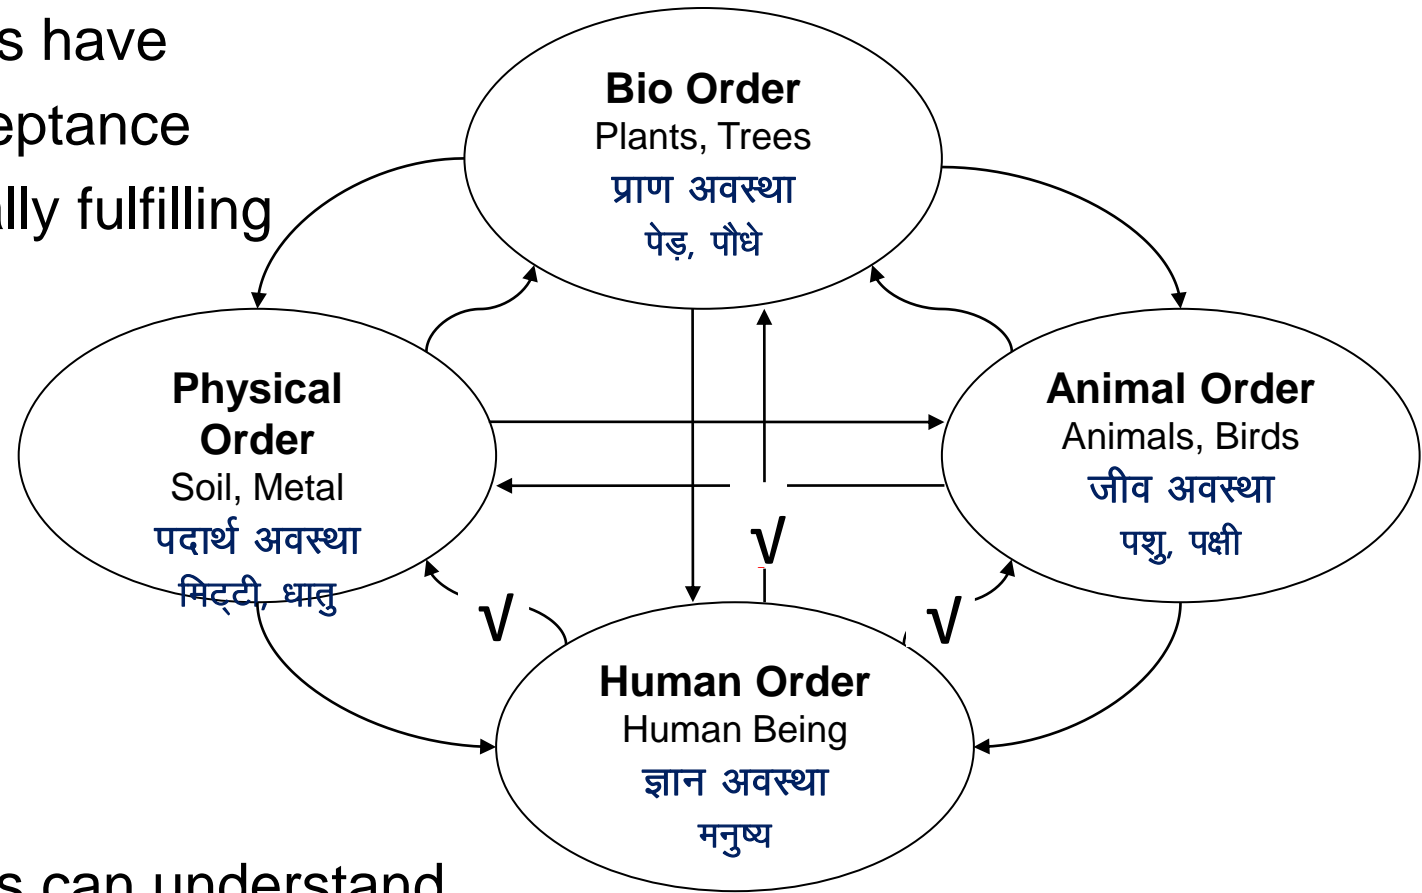 s have
eptance
ally fulfilling
Bio Order
Plants, Trees
प्राण अवस्था
पेड़, पौधे
Physical
Order
Soil, Metal
पदार्थ अवस्था
मिट्टी, धातु
Animal Order
Animals, Birds
जीव अवस्था
पशु, पक्षी
√
√
√
Human Order
Human Being
ज्ञान अवस्था
मनुष्य
s can understand